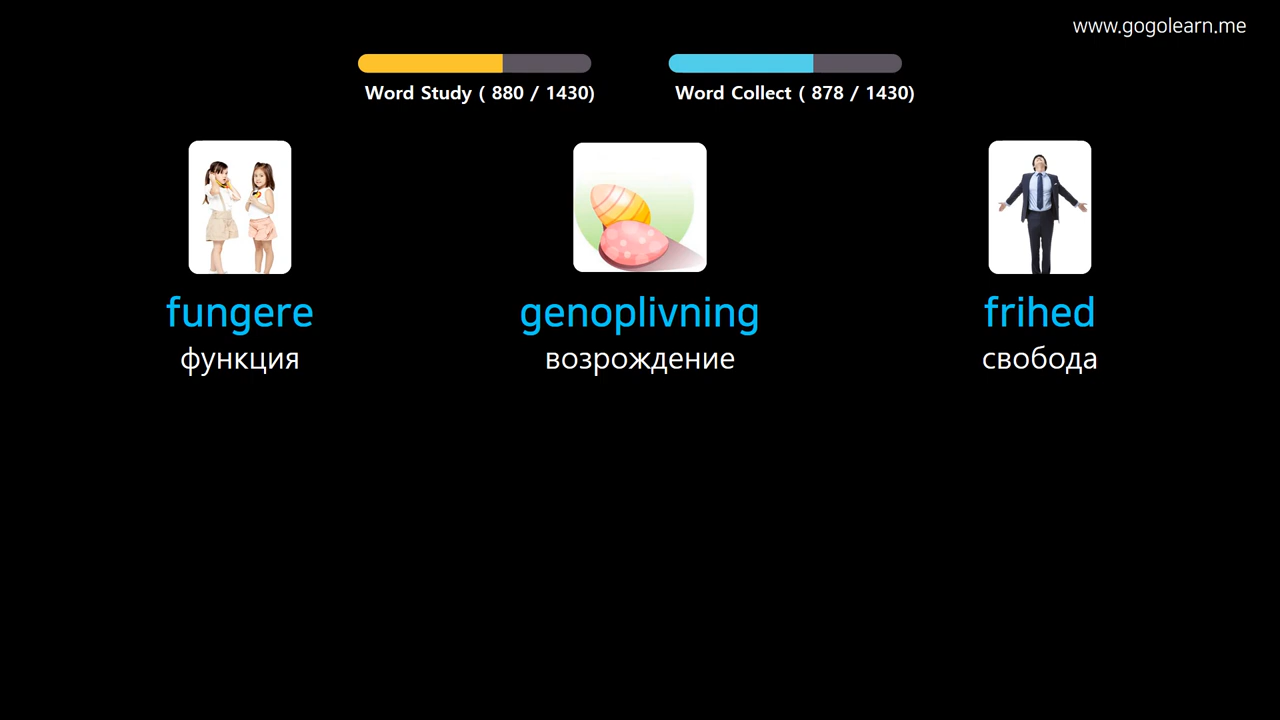 www.gogolearn.me
Word Study ( 880 / 1430)
Word Collect ( 878 / 1430)
fungere
genoplivning
frihed
функция
возрождение
свобода